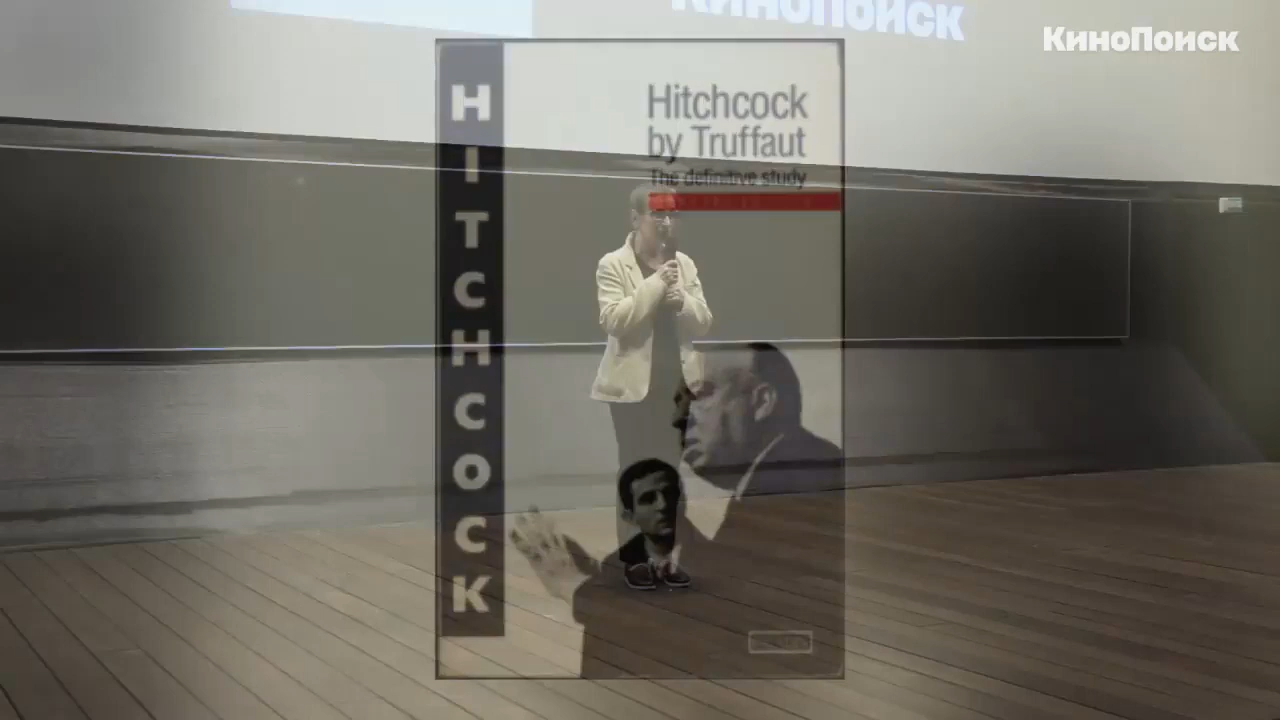 КиноПоиск
КиноПоиск
HITCHCOCK
Hitchcock
by Truffaut
The definitive study